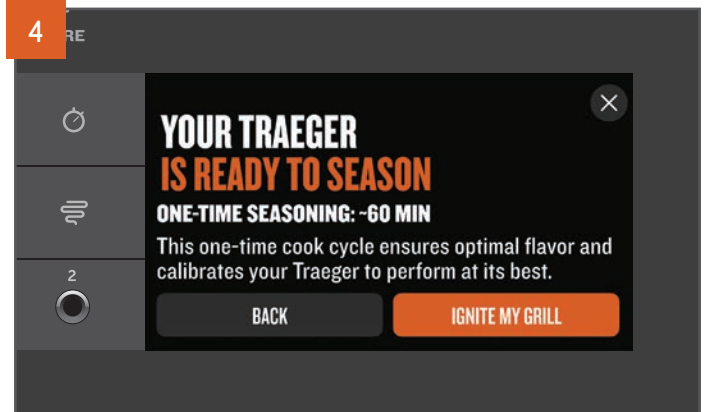 4
RE
YOUR TRAEGER
IS READY TO SEASON
ONE-TIME SEASONING: ~60 MIN
This one-time cook cycle ensures optimal flavor and
calibrates your Traeger to perform at its best.
2
BACK
IGNITE MY GRILL